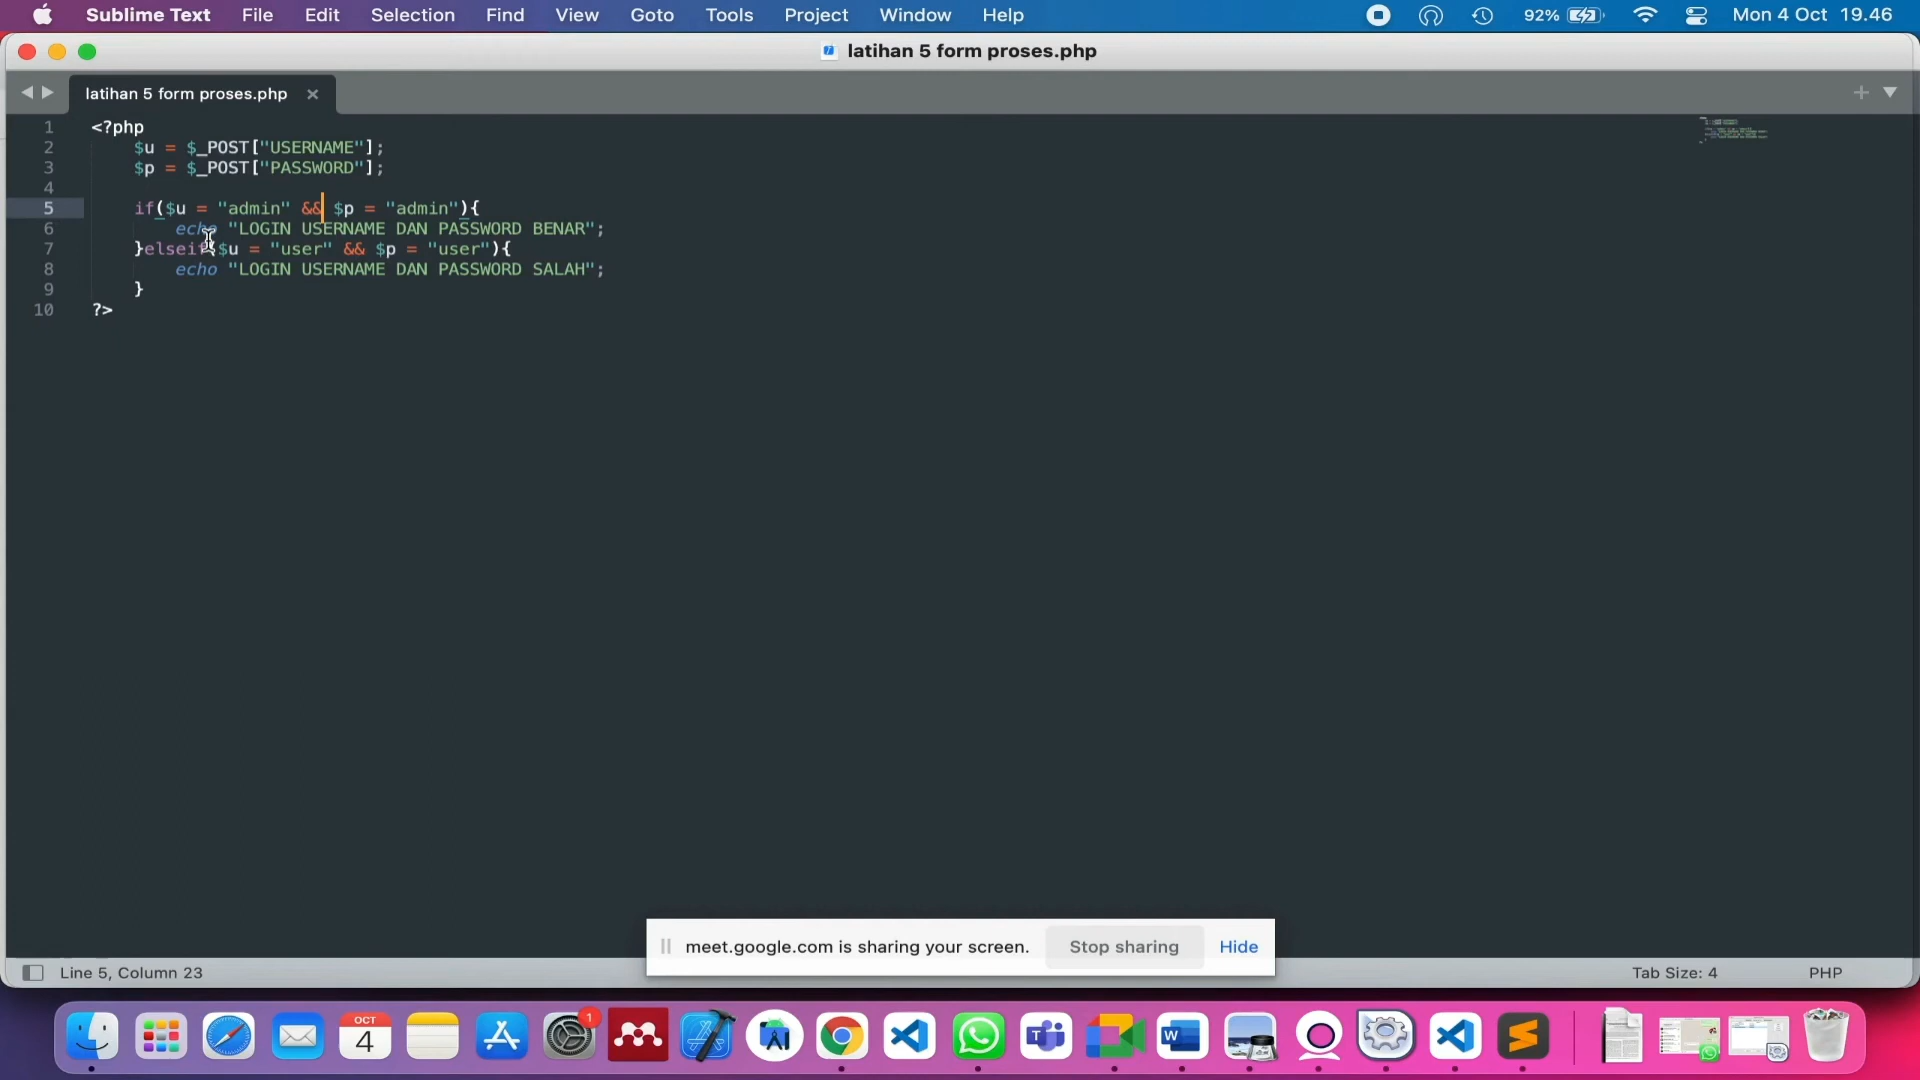 Sublime Text File Edit Selection Find View Goto Tools Project Window Help 92% Mon 4 Oct 19.46
latihan 5 form proses.php
latihan 5 form proses.php
1 <?php
2 $u = $_POST["USERNAME"];
3 $p = $_POST["PASSWORD"];
4
5 if($u = "admin" && $p = "admin"){
6 echo "LOGIN USERNAME DAN PASSWORD BENAR";
7 }elseif($u = "user" && $p = "user"){
8 echo "LOGIN USERNAME DAN PASSWORD SALAH";
9 }
10 ?>
meet.google.com is sharing your screen. Stop sharing Hide
Line 5, Column 23 Tab Size: 4 PHP
OCT
4
1